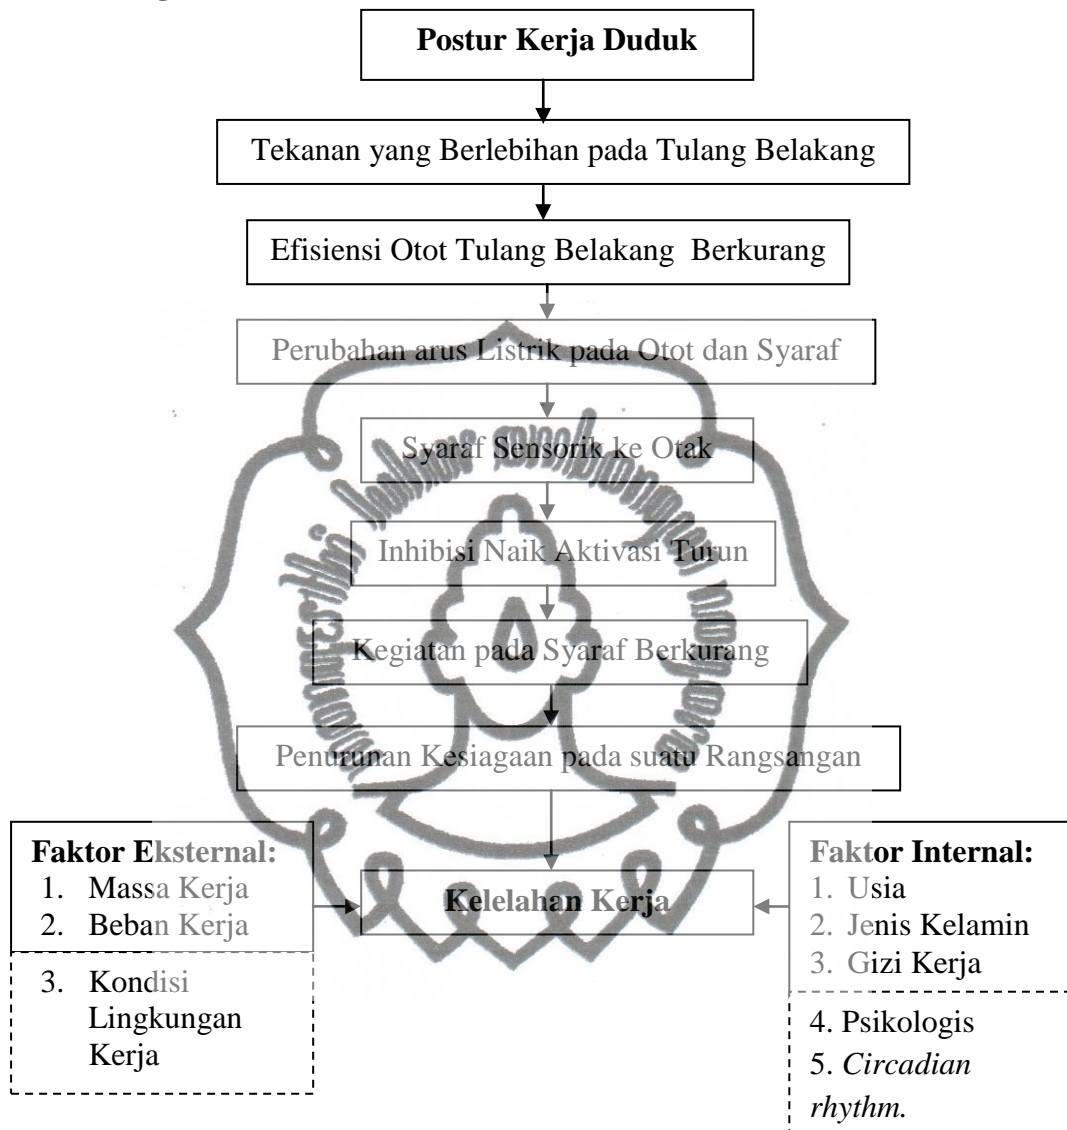 Postur Kerja Duduk
Tekanan yang Berlebihan pada Tulang Belakang
Efisiensi Otot Tulang Belakang Berkurang
Perubahan arus Listrik pada Otot dan Syaraf
Syaraf Sensorik ke Otak
Inhibisi Naik Aktivasi Turun
Kegiatan pada Syaraf Berkurang
Penurunan Kesiagaan pada suatu Rangsangan
Faktor Eksternal:
1. Massa Kerja
2. Beban Kerja
3. Kondisi
Lingkungan
Kerja
Kelelahan Kerja
Faktor Internal:
1. Usia
2. Jenis Kelamin
3. Gizi Kerja
4. Psikologis
5. Circadian
rhythm.